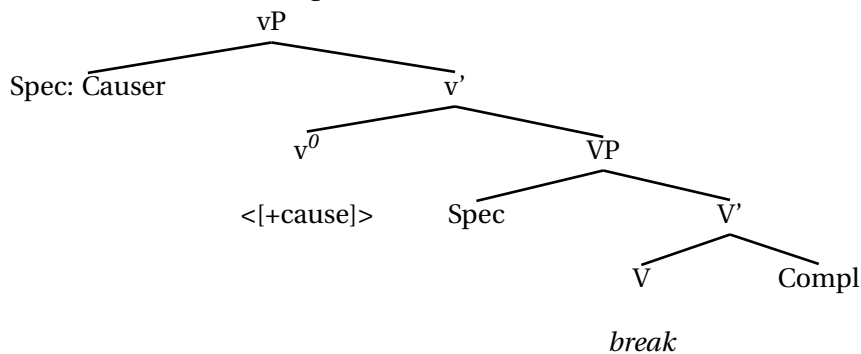 vP
Spec: Causer v’
v0 VP
<[+cause]> Spec V’
V Compl
break